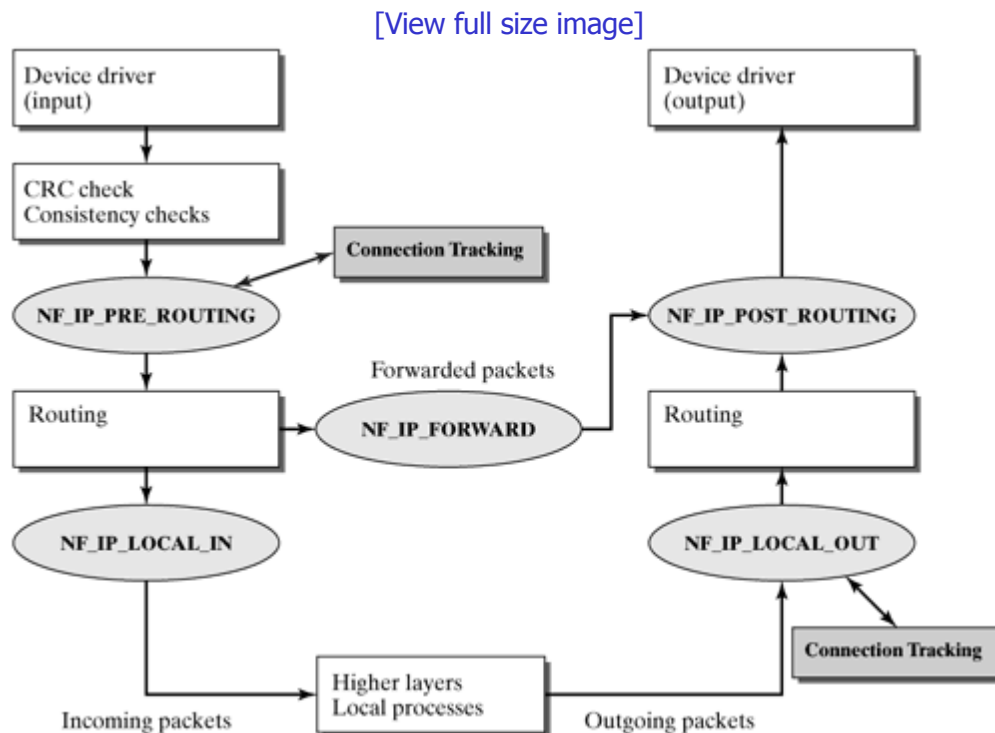 [View full size image]
Device driver
(input)
Device driver
(output)
CRC check
Consistency checks
Connection Tracking
NF_IP_PRE_ROUTING
NF_IP_POST_ROUTING
Forwarded packets
Routing
NF_IP_FORWARD
Routing
NF_IP_LOCAL_IN
NF_IP_LOCAL_OUT
Connection Tracking
Higher layers
Local processes
Incoming packets
Outgoing packets